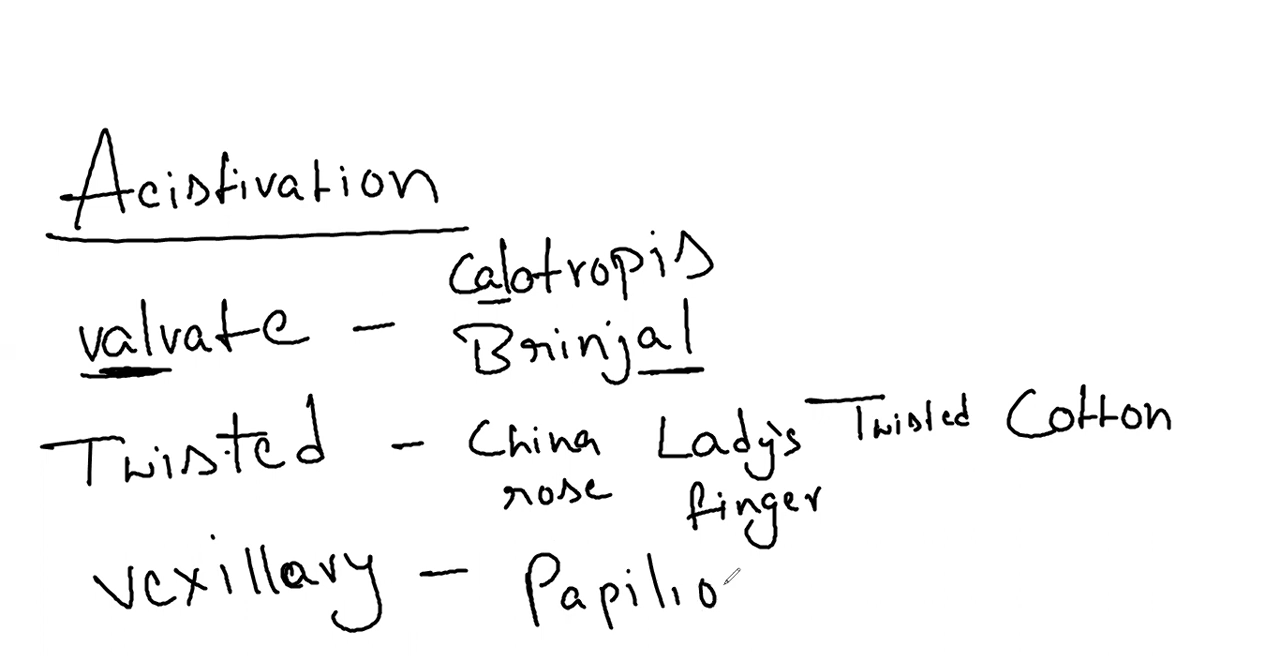 Acistivation
Calotropis
valvate - Brinjal
Twisted - China Lady's Twisted Cotton
rose finger
vexillary - Papilio